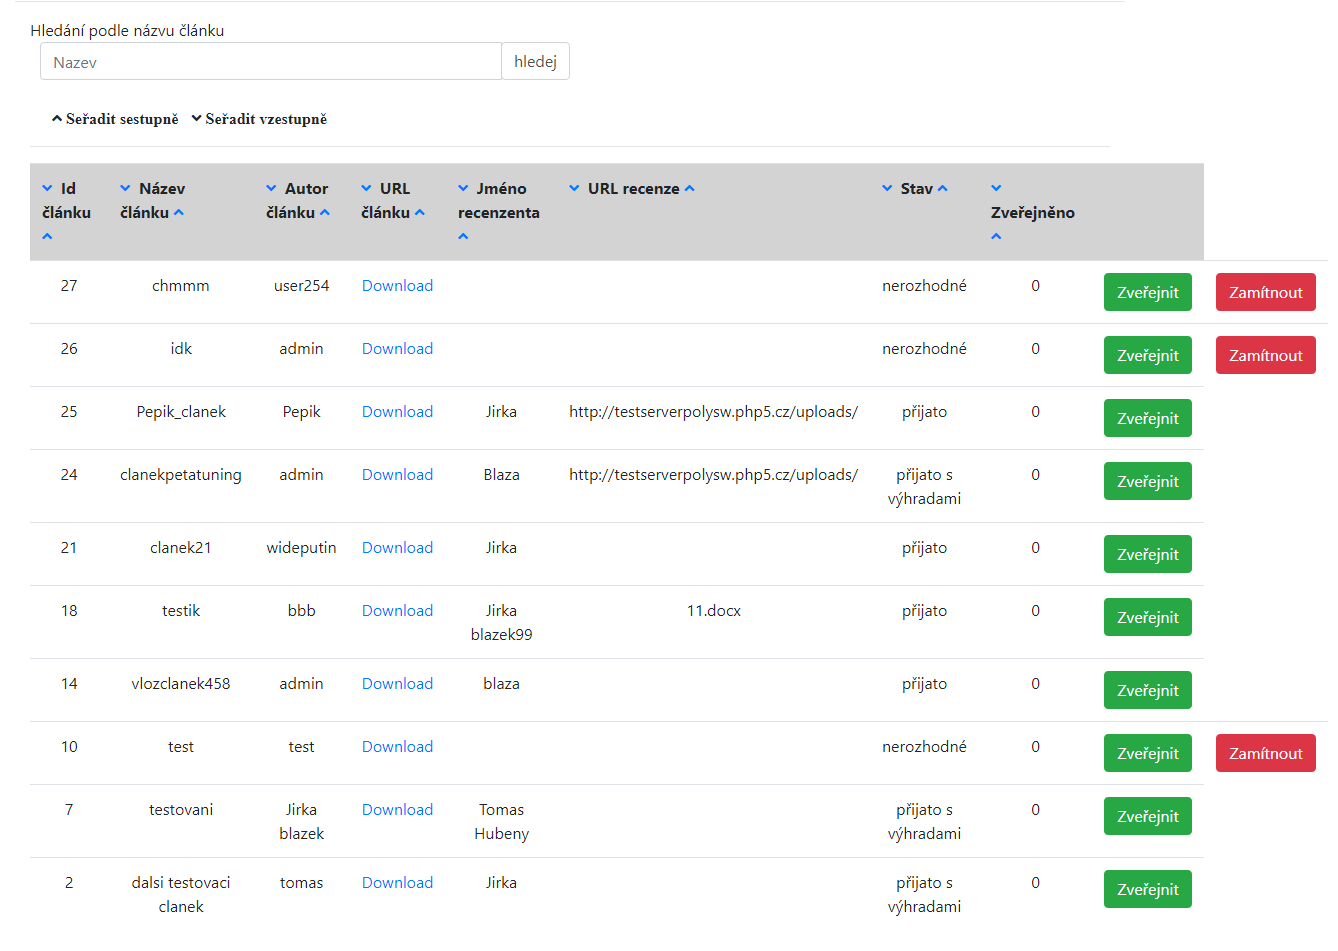 Hledání podle názvu článku
Nazev hledej
Seřadit sestupně Seřadit vzestupně
Id článku Název článku Autor článku URL článku Jméno recenzenta URL recenze Stav Zveřejněno
27 chmmm user254 Download nerozhodné 0 Zveřejnit Zamítnout
26 idk admin Download nerozhodné 0 Zveřejnit Zamítnout
25 Pepik_clanek Pepik Download Jirka http://testserverpolysw.php5.cz/uploads/ přijato 0 Zveřejnit
24 clanekpetatuning admin Download Blaza http://testserverpolysw.php5.cz/uploads/ přijato s výhradami 0 Zveřejnit
21 clanek21 wideputin Download Jirka přijato 0 Zveřejnit
18 testik bbb Download Jirka blazek99 11.docx přijato 0 Zveřejnit
14 vlozclanek458 admin Download blaza přijato 0 Zveřejnit
10 test test Download nerozhodné 0 Zveřejnit Zamítnout
7 testovani Jirka blazek Download Tomas Hubeny přijato s výhradami 0 Zveřejnit
2 dalsi testovaci clanek tomas Download Jirka přijato s výhradami 0 Zveřejnit